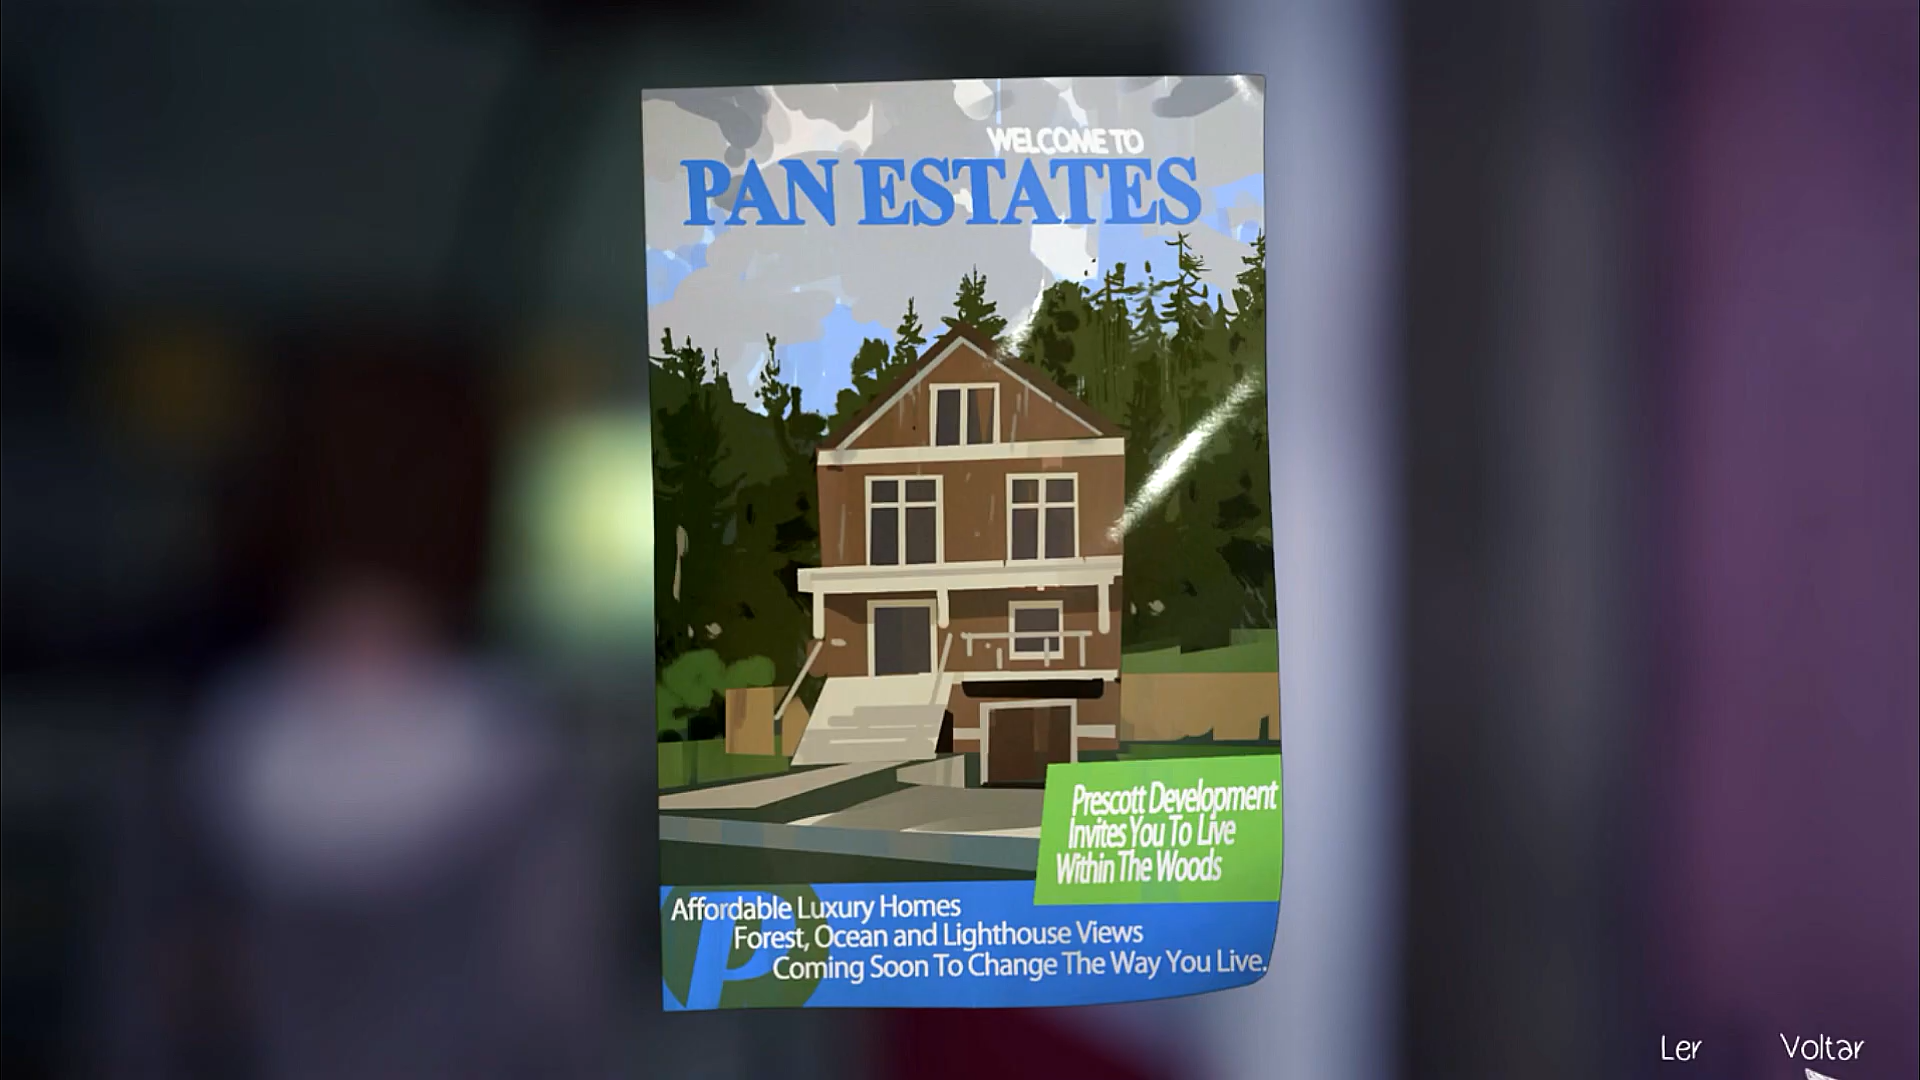 WELCOME TO
PAN ESTATES
Prescott Development
Invites You To Live
Within The Woods
Affordable Luxury Homes
Forest, Ocean and Lighthouse Views
Coming Soon To Change The Way You Live.
P
Ler
Voltar